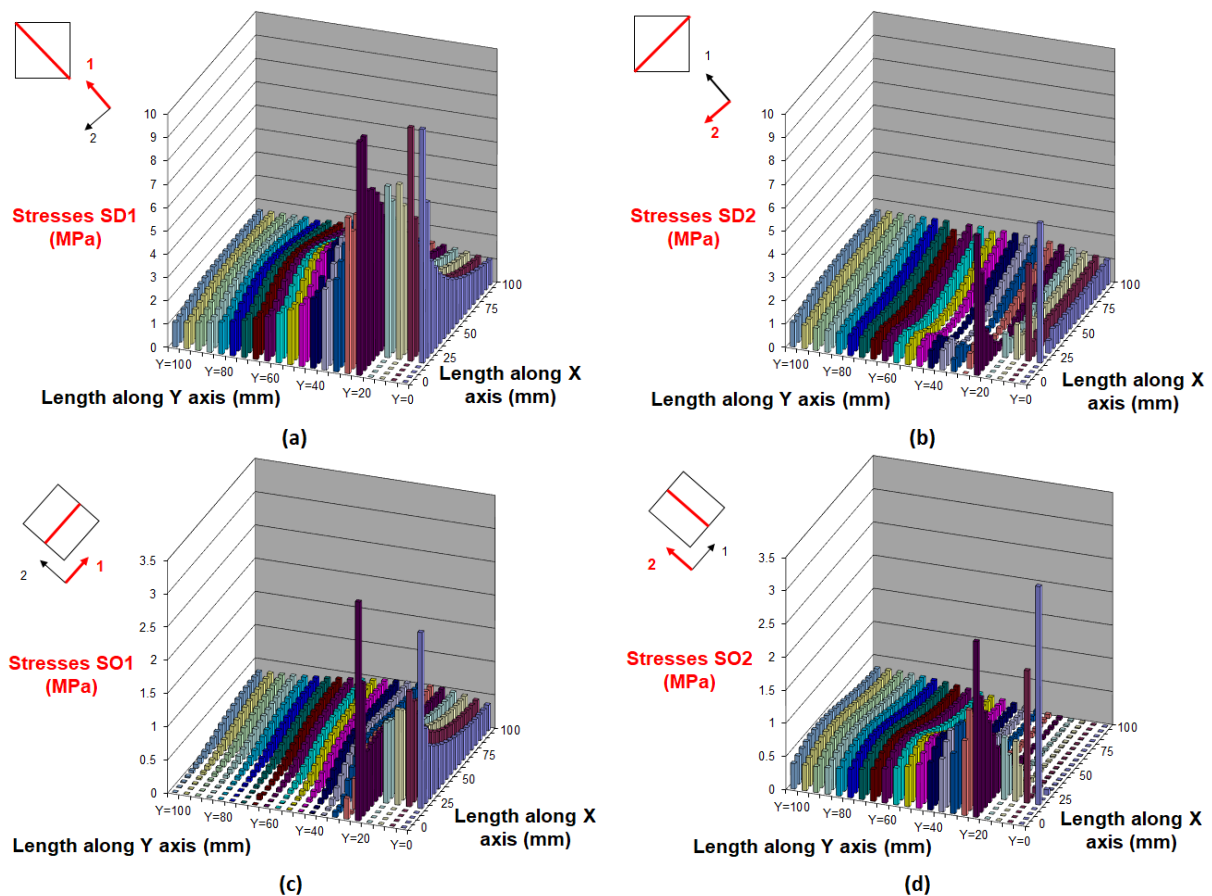 1
2
10
9
8
7
6
5
4
3
2
1
0
Stresses SD1
(MPa)
Y=100
Y=80
Y=60
Y=40
Y=20
Y=0
0
25
50
75
100
Length along Y axis (mm)
Length along X
axis (mm)
(a)
1
2
10
9
8
7
6
5
4
3
2
1
0
Stresses SD2
(MPa)
Y=100
Y=80
Y=60
Y=40
Y=20
Y=0
0
25
50
75
100
Length along Y axis (mm)
Length along X
axis (mm)
(b)
2
1
3.5
3
2.5
2
1.5
1
0.5
0
Stresses SO1
(MPa)
Y=100
Y=80
Y=60
Y=40
Y=20
Y=0
0
25
50
75
100
Length along Y axis (mm)
Length along X
axis (mm)
(c)
2
1
3.5
3
2.5
2
1.5
1
0.5
0
Stresses SO2
(MPa)
Y=100
Y=80
Y=60
Y=40
Y=20
Y=0
0
25
50
75
100
Length along Y axis (mm)
Length along X
axis (mm)
(d)